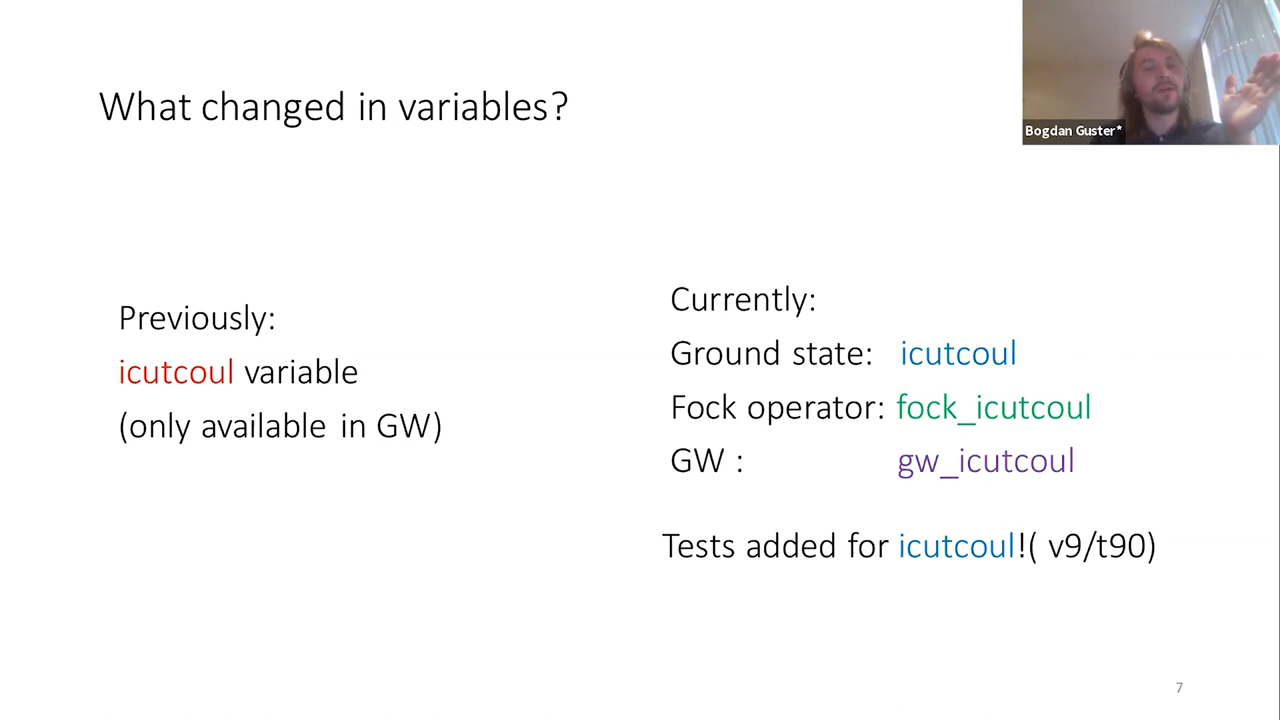 What changed in variables?
Bogdan Guster*
Previously:
icutcoul variable
(only available in GW)
Currently:
Ground state: icutcoul
Fock operator: fock_icutcoul
GW : gw_icutcoul
Tests added for icutcoul!( v9/t90)
7